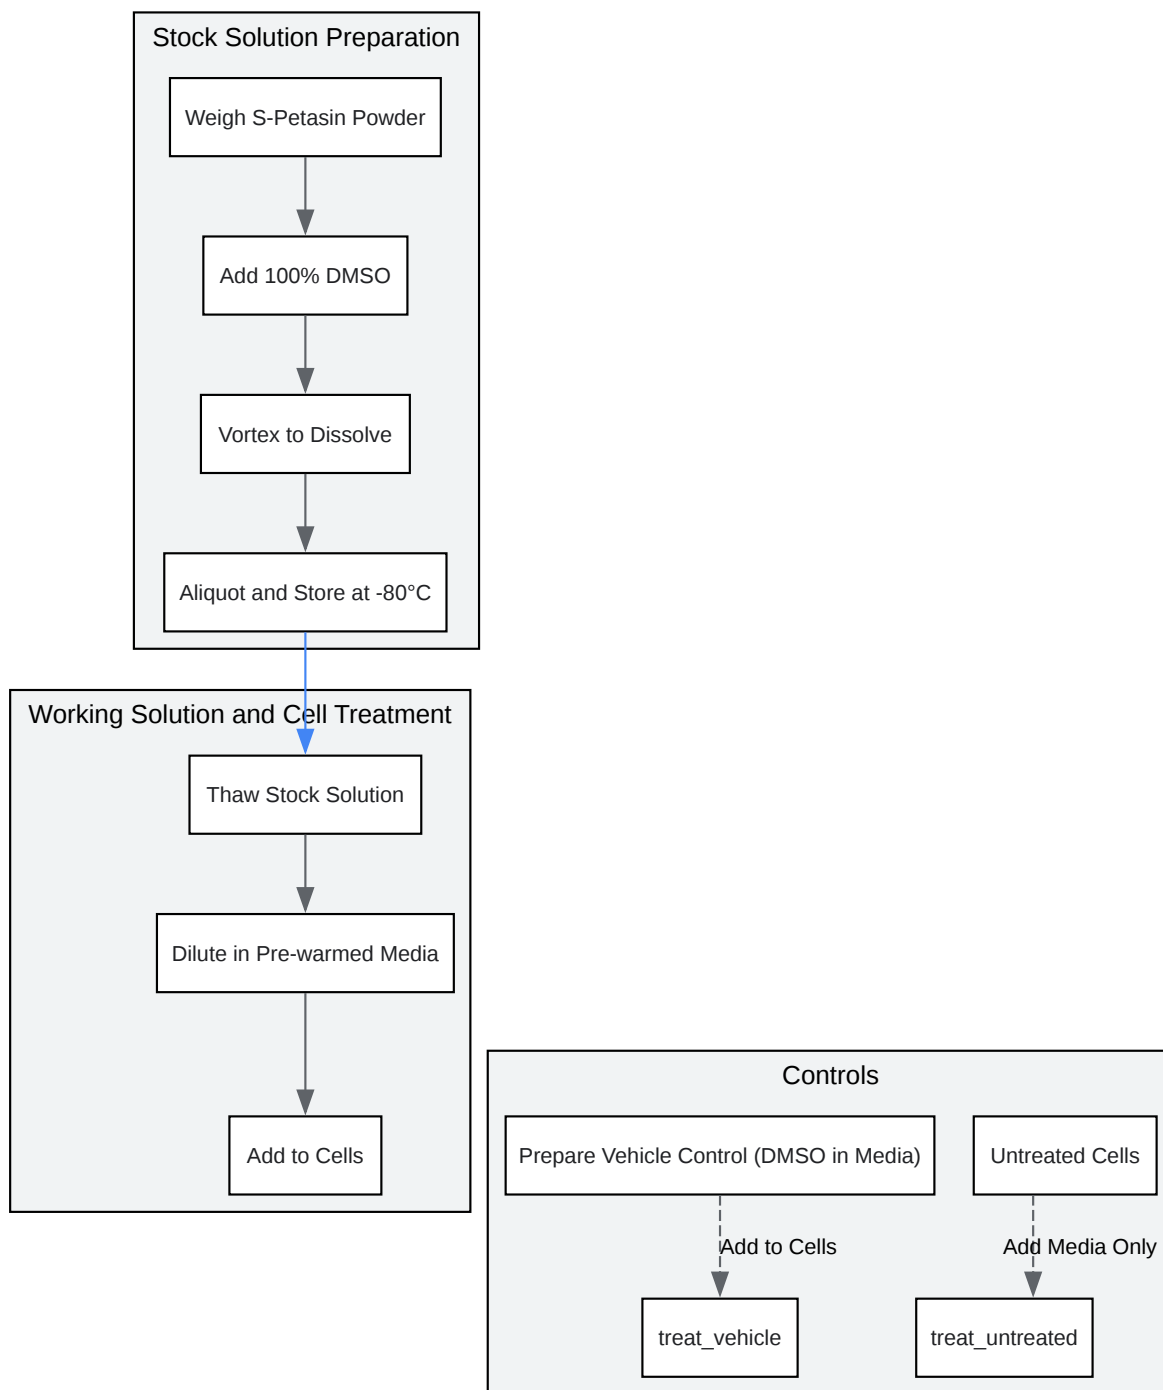 Stock Solution Preparation
Weigh S-Petasin Powder
Add 100% DMSO
Vortex to Dissolve
Aliquot and Store at -80°C
Working Solution and Cell Treatment
Thaw Stock Solution
Dilute in Pre-warmed Media
Add to Cells
Controls
Prepare Vehicle Control (DMSO in Media)
Untreated Cells
Add to Cells
Add Media Only
treat_vehicle
treat_untreated